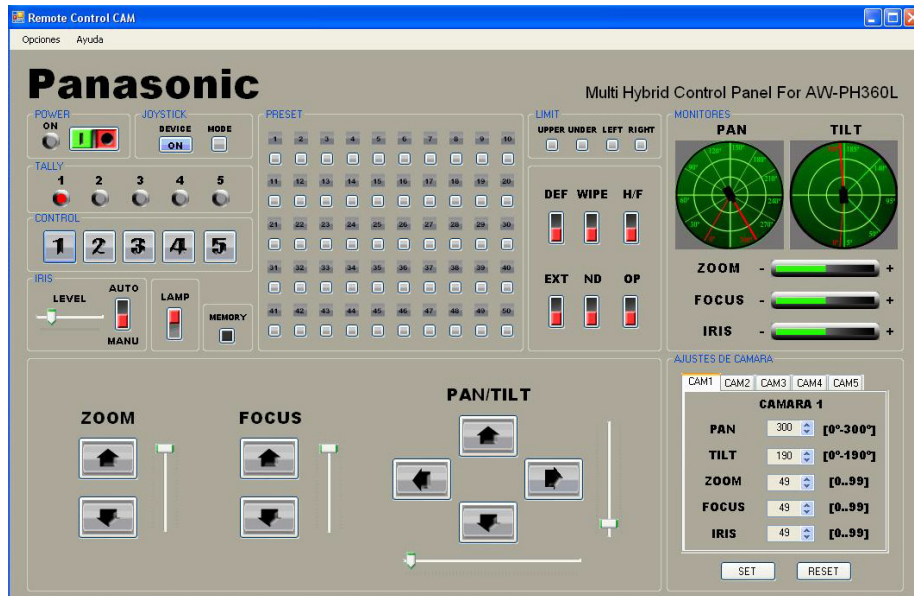 Remote Control CAM
Opciones Ayuda
Panasonic
Multi Hybrid Control Panel For AW-PH360L
POWER
ON
JOYSTICK
DEVICE MODE
ON
TALLY
1 2 3 4 5
CONTROL
1 2 3 4 5
IRIS
LEVEL
AUTO
MANU
LAMP
MEMORY
PRESET
1 2 3 4 5 6 7 8 9 10
11 12 13 14 15 16 17 18 19 20
21 22 23 24 25 26 27 28 29 30
31 32 33 34 35 36 37 38 39 40
41 42 43 44 45 46 47 48 49 50
LIMIT
UPPER UNDER LEFT RIGHT
DEF WIPE H/F
EXT ND OP
MONITORES
PAN TILT
ZOOM - +
FOCUS - +
IRIS - +
ZOOM
FOCUS
PAN/TILT
AJUSTES DE CAMARA
CAM1 CAM2 CAM3 CAM4 CAM5
CAMARA 1
PAN 300 [0º-300º]
TILT 190 [0º-190º]
ZOOM 49 [0..99]
FOCUS 49 [0..99]
IRIS 49 [0..99]
SET RESET